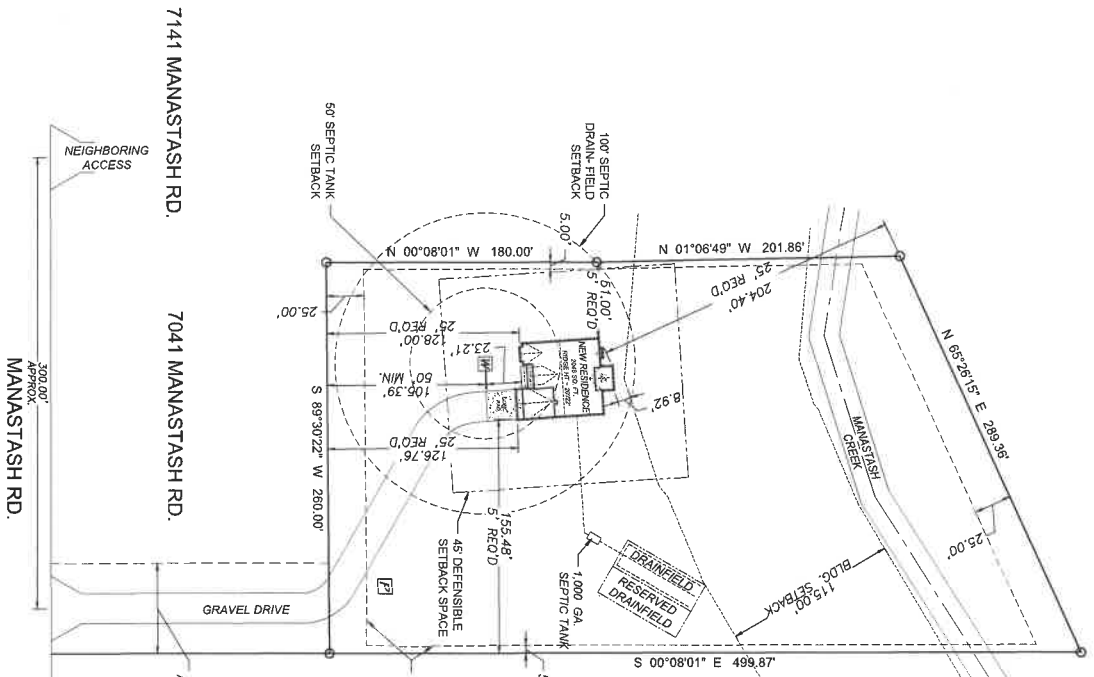 7141 MANASTASH RD.
NEIGHBORING
ACCESS
300.00'
APPROX.
MANASTASH RD.
7041 MANASTASH RD.
50' SEPTIC TANK
SETBACK
100' SEPTIC
DRAIN- FIELD
SETBACK
5.00'
N 00°08'01" W 180.00'
N 01°06'49" W 201.86'
204.40'
25' REQ'D
51.00'
5' REQ'D
25.00'
128.00'
25' REQ'D
23.21'
NEW RESIDENCE
8.92'
W
106.39'
50' MIN.
126.76'
25' REQ'D
S 89°30'22" W 260.00'
155.48'
5' REQ'D
45' DEFENSIBLE
SETBACK SPACE
1,000 GA.
SEPTIC TANK
DRAINFIELD
RESERVED
DRAINFIELD
115.00'
BLDG. SETBACK
MANASTASH
CREEK
N 65°26'15" E 289.36'
25.00'
GRAVEL DRIVE
S 00°08'01" E 499.87'